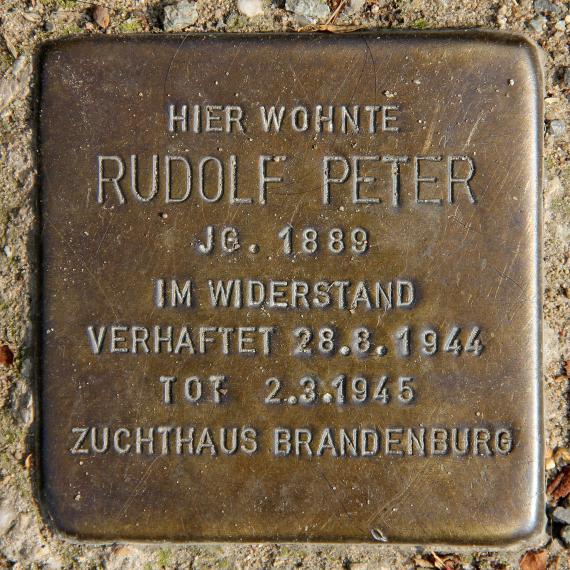 HIER WOHNTE
RUDOLF PETER
JG. 1889
IM WIDERSTAND
VERHAFTET 28.8.1944
TOT 2.3.1945
ZUCHTHAUS BRANDENBURG